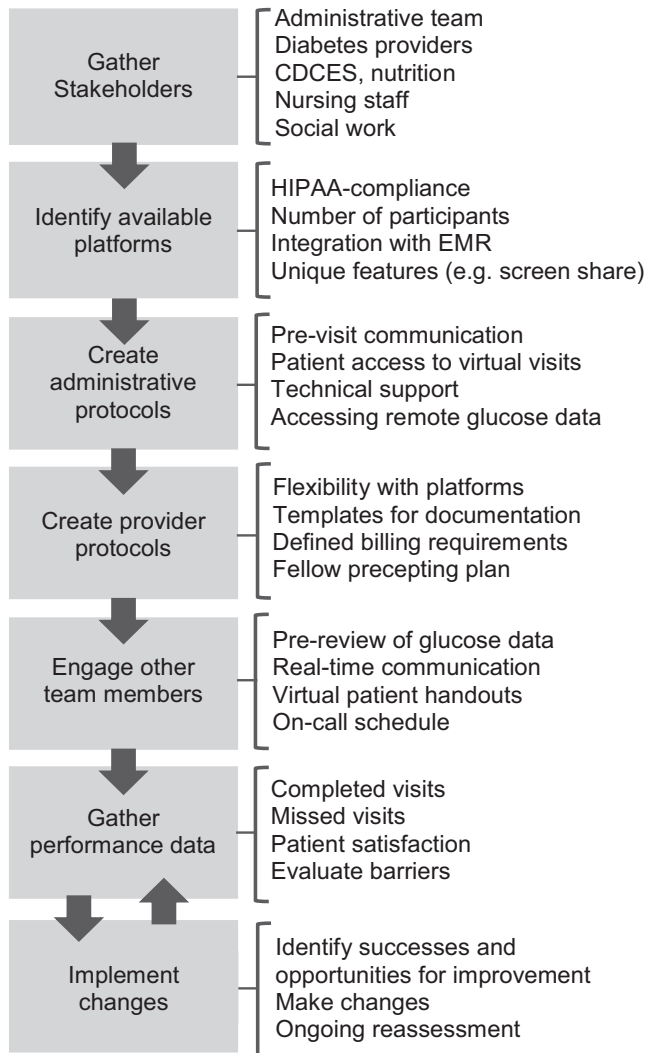 Gather
Stakeholders
Administrative team
Diabetes providers
CDCES, nutrition
Nursing staff
Social work
Identify available
platforms
HIPAA-compliance
Number of participants
Integration with EMR
Unique features (e.g. screen share)
Create
administrative
protocols
Pre-visit communication
Patient access to virtual visits
Technical support
Accessing remote glucose data
Create provider
protocols
Flexibility with platforms
Templates for documentation
Defined billing requirements
Fellow precepting plan
Engage other
team members
Pre-review of glucose data
Real-time communication
Virtual patient handouts
On-call schedule
Gather
performance data
Completed visits
Missed visits
Patient satisfaction
Evaluate barriers
Implement
changes
Identify successes and
opportunities for improvement
Make changes
Ongoing reassessment